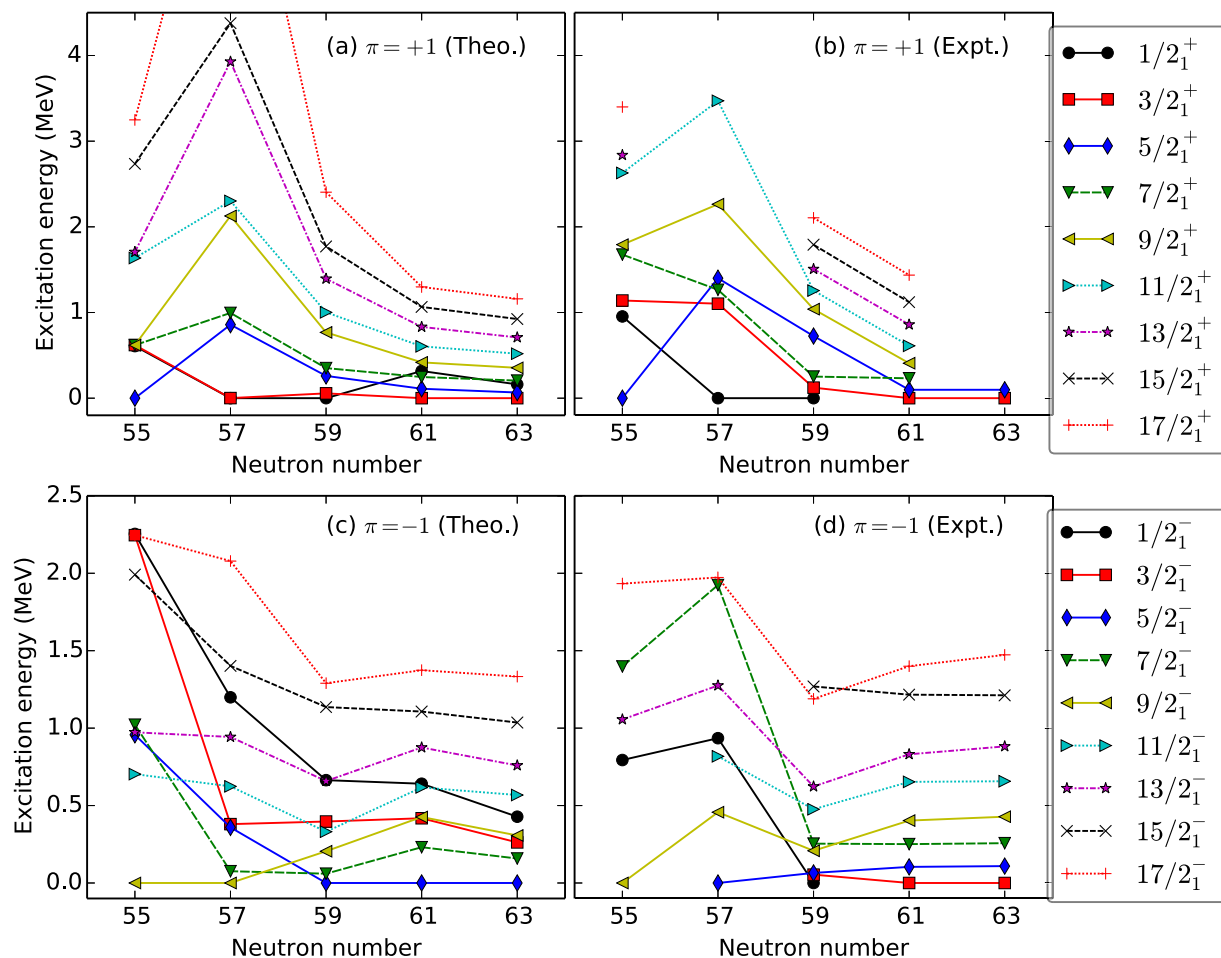 (a) π=+1 (Theo.)
(b) π=+1 (Expt.)
Excitation energy (MeV)
4
3
2
1
0
55 57 59 61 63
Neutron number
55 57 59 61 63
Neutron number
1/2₁⁺
3/2₁⁺
5/2₁⁺
7/2₁⁺
9/2₁⁺
11/2₁⁺
13/2₁⁺
15/2₁⁺
17/2₁⁺
(c) π=−1 (Theo.)
(d) π=−1 (Expt.)
Excitation energy (MeV)
2.5
2.0
1.5
1.0
0.5
0.0
55 57 59 61 63
Neutron number
55 57 59 61 63
Neutron number
1/2₁⁻
3/2₁⁻
5/2₁⁻
7/2₁⁻
9/2₁⁻
11/2₁⁻
13/2₁⁻
15/2₁⁻
17/2₁⁻